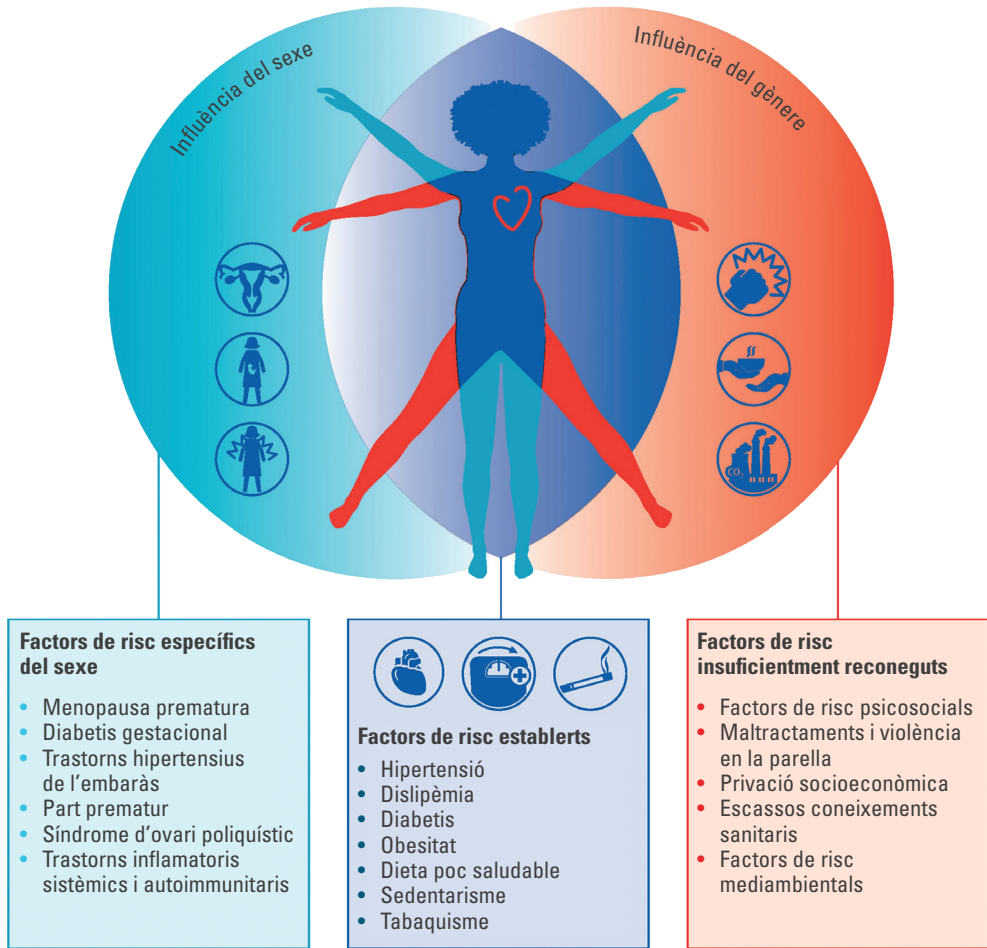 Influència del sexe
Influència del gènere
CO₂
Factors de risc específics
del sexe
• Menopausa prematura
• Diabetis gestacional
• Trastorns hipertensius
de l’embaràs
• Part prematur
• Síndrome d’ovari poliquístic
• Trastorns inflamatoris
sistèmics i autoimmunitaris
Factors de risc establerts
• Hipertensió
• Dislipèmia
• Diabetis
• Obesitat
• Dieta poc saludable
• Sedentarisme
• Tabaquisme
Factors de risc
insuficientment reconeguts
• Factors de risc psicosocials
• Maltractaments i violència
en la parella
• Privació socioeconòmica
• Escassos coneixements
sanitaris
• Factors de risc
mediambientals